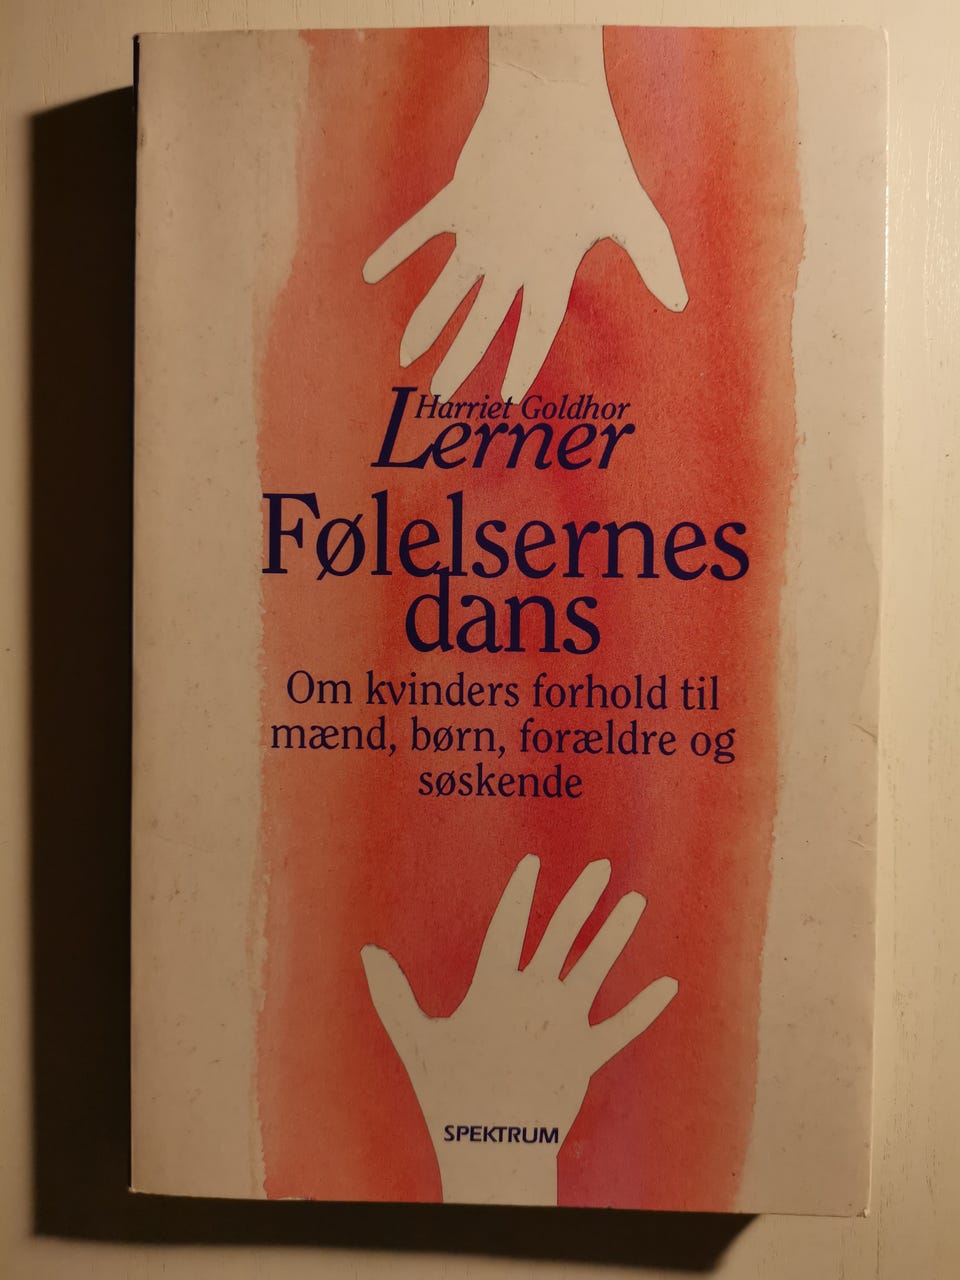 Harriet Goldhor
Lerner
Følelsernes
dans
Om kvinders forhold til
mænd, børn, forældre og
søskende
SPEKTRUM